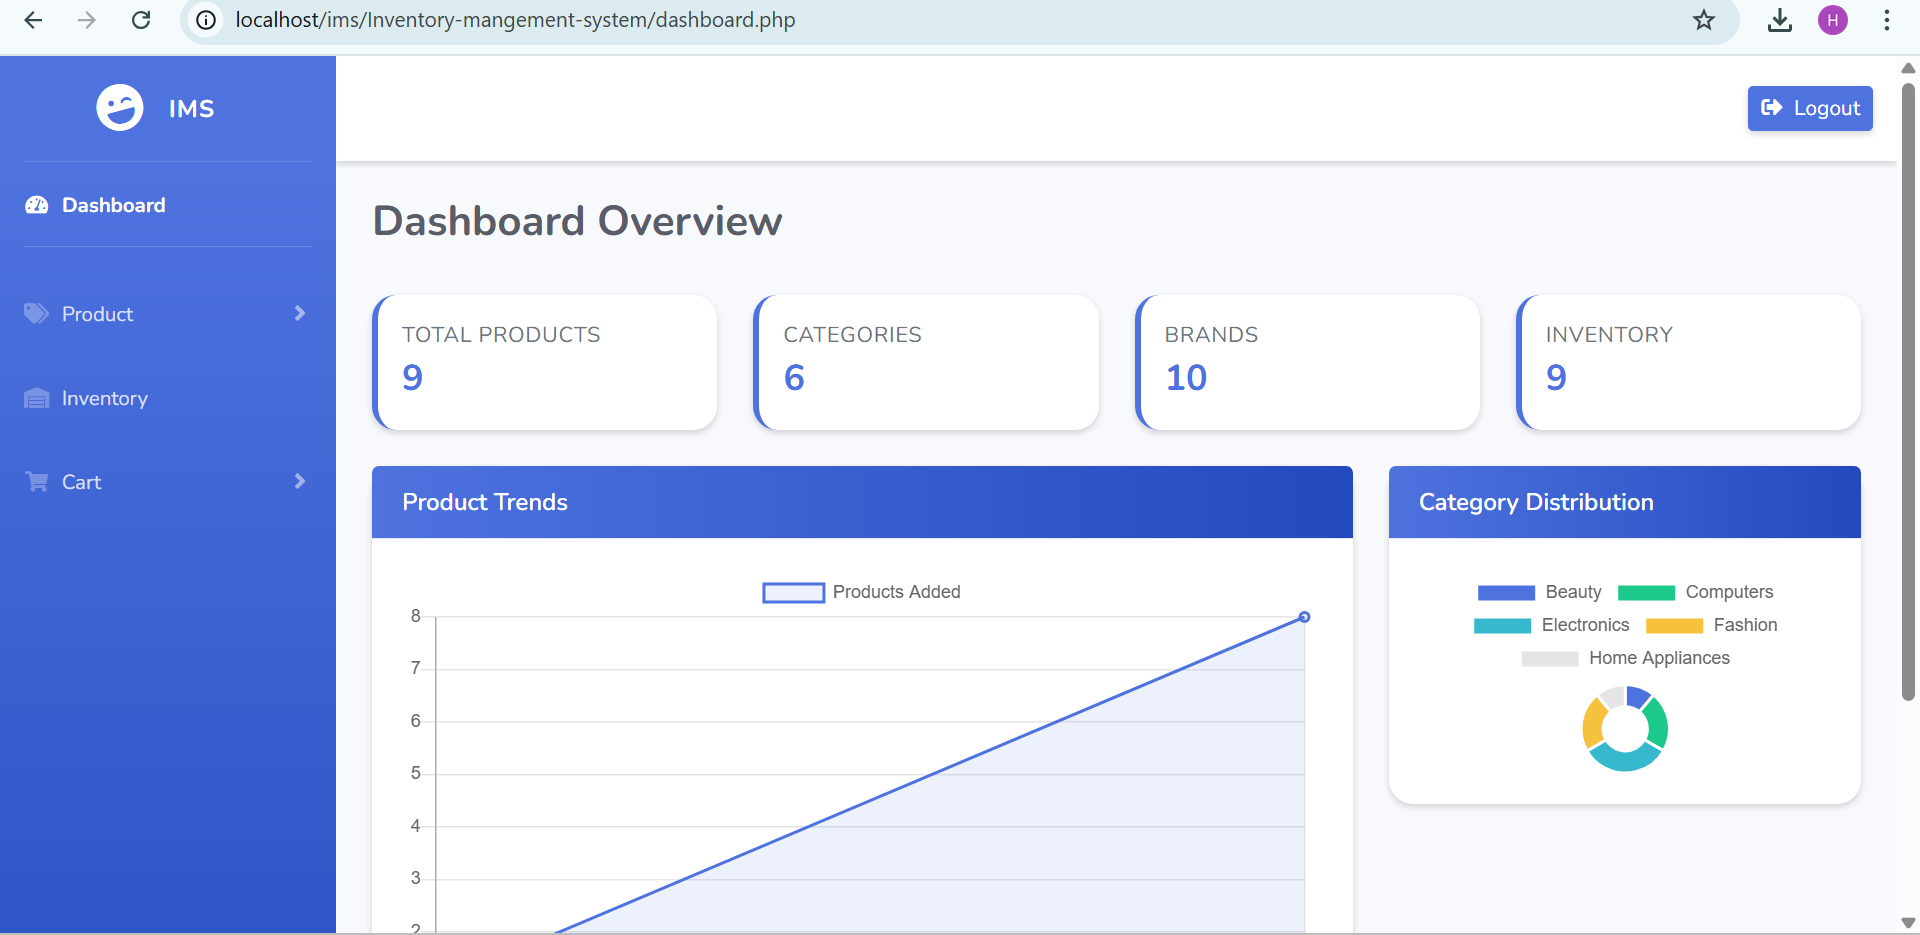 localhost/ims/Inventory-mangement-system/dashboard.php
H
IMS
Logout
Dashboard
Product
Inventory
Cart
Dashboard Overview
TOTAL PRODUCTS
9
CATEGORIES
6
BRANDS
10
INVENTORY
9
Product Trends
Products Added
8
7
6
5
4
3
2
Category Distribution
Beauty Computers
Electronics Fashion
Home Appliances